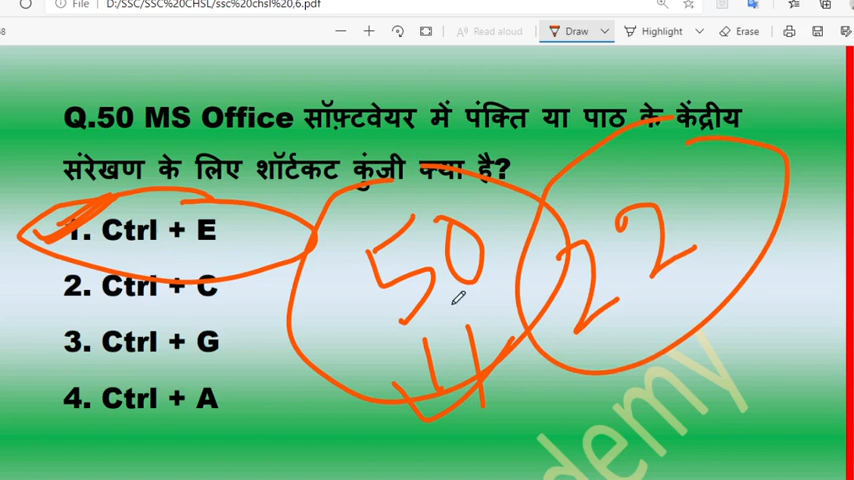 File D:/SSC/SSC%20CHSL/ssc%20chsl%20,6.pdf
Read aloud Draw Highlight Erase
Q.50 MS Office सॉफ़्टवेयर में पंक्ति या पाठ के केंद्रीय
संरेखण के लिए शॉर्टकट कुंजी क्या है?
1. Ctrl + E
2. Ctrl + C
3. Ctrl + G
4. Ctrl + A
50
22
demy